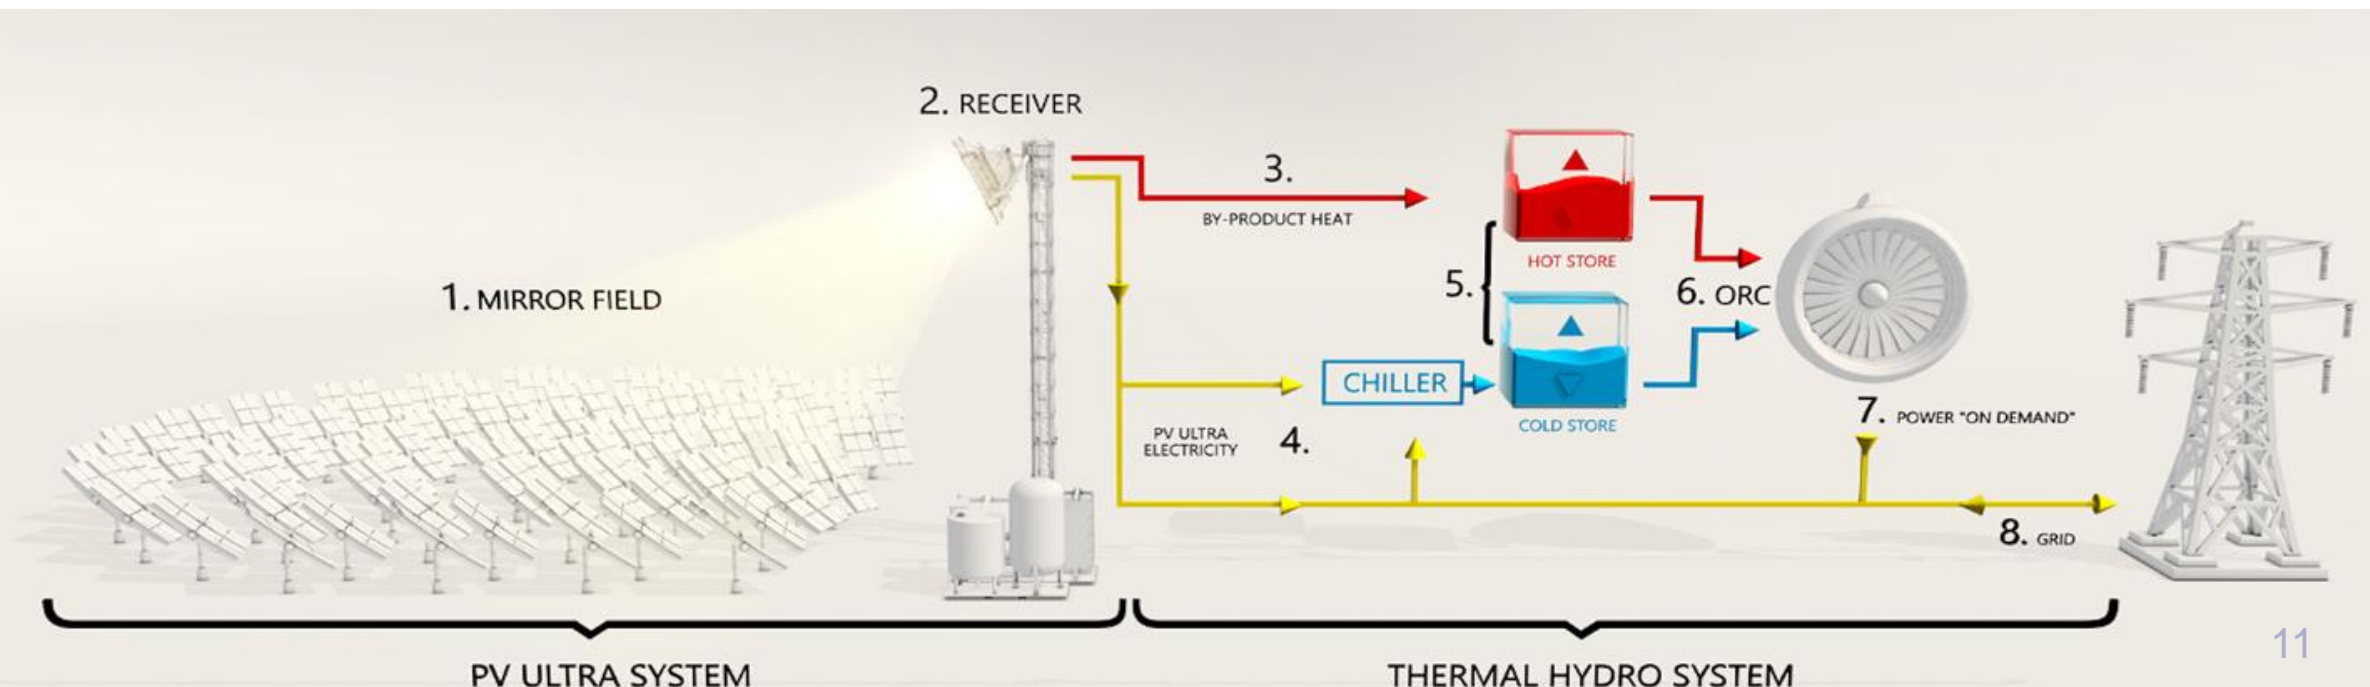 2. RECEIVER
3.
BY-PRODUCT HEAT
HOT STORE
1. MIRROR FIELD
5.
6. ORC
CHILLER
COLD STORE
PV ULTRA
ELECTRICITY
4.
7. POWER "ON DEMAND"
8. GRID
PV ULTRA SYSTEM
THERMAL HYDRO SYSTEM
11